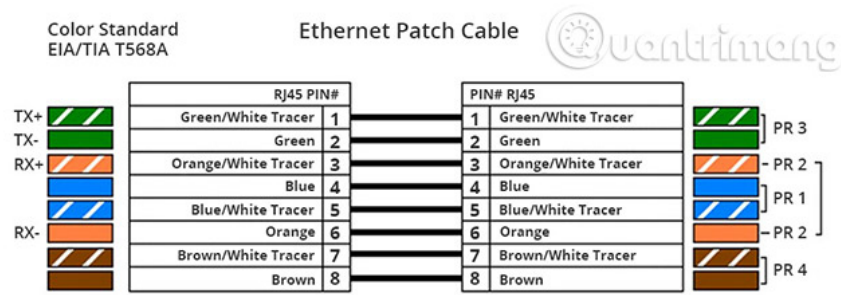 Color Standard
EIA/TIA T568A
Ethernet Patch Cable
Quantrimang
RJ45 PIN#
PIN# RJ45
TX+ Green/White Tracer 1 1 Green/White Tracer
TX- Green 2 2 Green
PR 3
RX+ Orange/White Tracer 3 3 Orange/White Tracer PR 2
Blue 4 4 Blue
Blue/White Tracer 5 5 Blue/White Tracer
PR 1
RX- Orange 6 6 Orange PR 2
Brown/White Tracer 7 7 Brown/White Tracer
Brown 8 8 Brown
PR 4